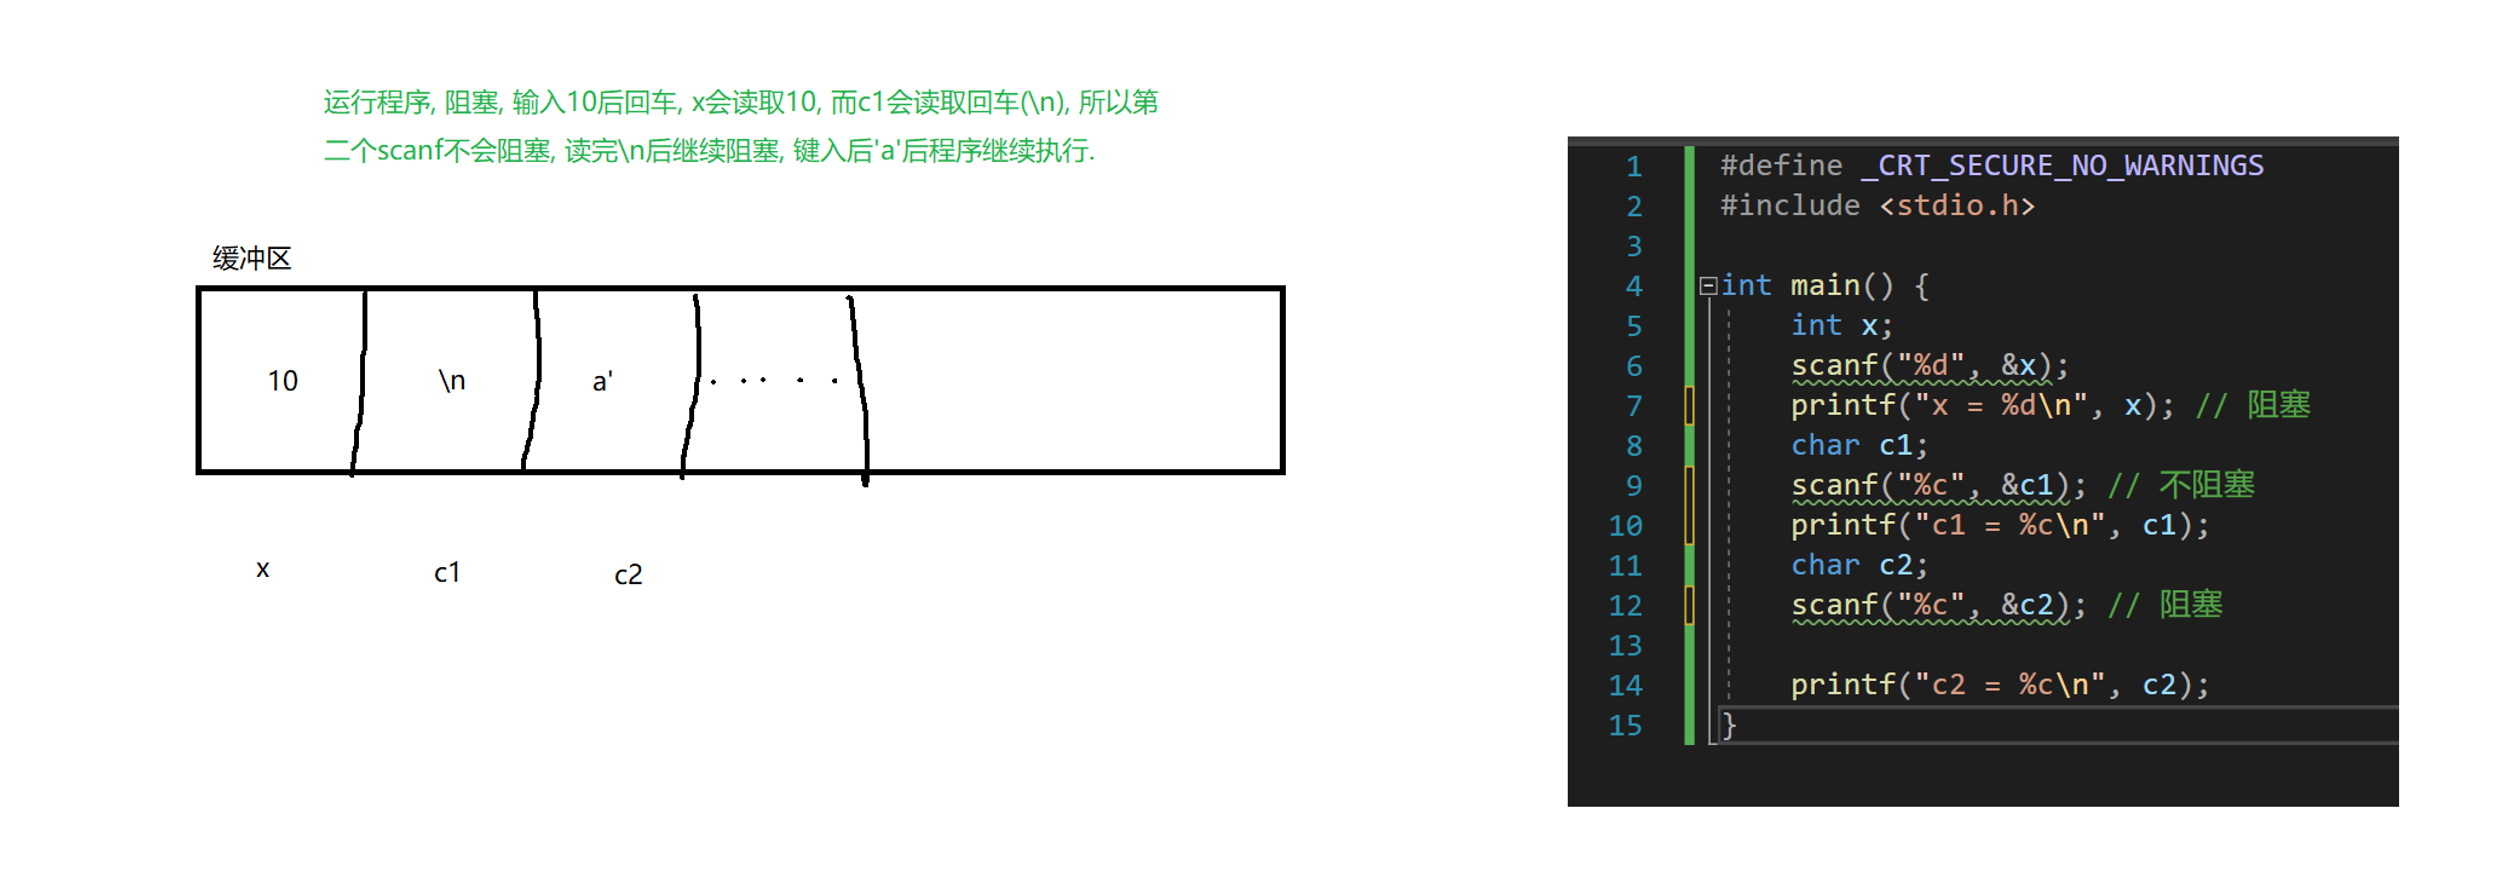 运行程序, 阻塞, 输入10后回车, x会读取10, 而c1会读取回车(\n), 所以第
二个scanf不会阻塞, 读完\n后继续阻塞, 键入后'a'后程序继续执行.
缓冲区
10 \n a' . . . . .
x c1 c2
1 #define _CRT_SECURE_NO_WARNINGS
2 #include <stdio.h>
3
4 int main() {
5 int x;
6 scanf("%d", &x);
7 printf("x = %d\n", x); // 阻塞
8 char c1;
9 scanf("%c", &c1); // 不阻塞
10 printf("c1 = %c\n", c1);
11 char c2;
12 scanf("%c", &c2); // 阻塞
13
14 printf("c2 = %c\n", c2);
15 }